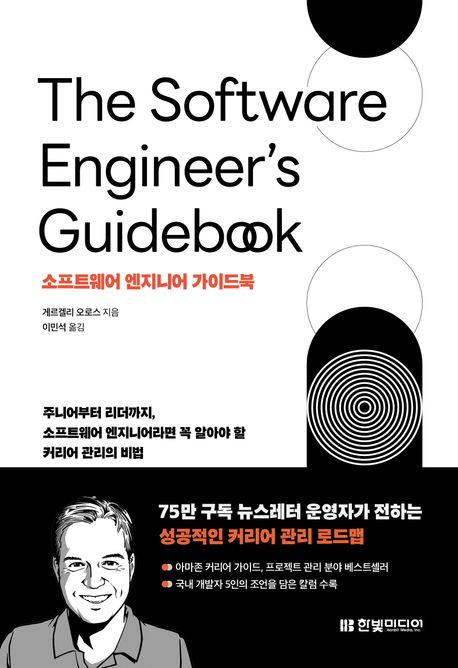 The Software
Engineer’s
Guidebook
소프트웨어 엔지니어 가이드북
게르겔리 오로스 지음
이민석 옮김
주니어부터 리더까지,
소프트웨어 엔지니어라면 꼭 알아야 할
커리어 관리의 비법
75만 구독 뉴스레터 운영자가 전하는
성공적인 커리어 관리 로드맵
아마존 커리어 가이드, 프로젝트 관리 분야 베스트셀러
국내 개발자 5인의 조언을 담은 칼럼 수록
한빛미디어
Hanbit Media, Inc.